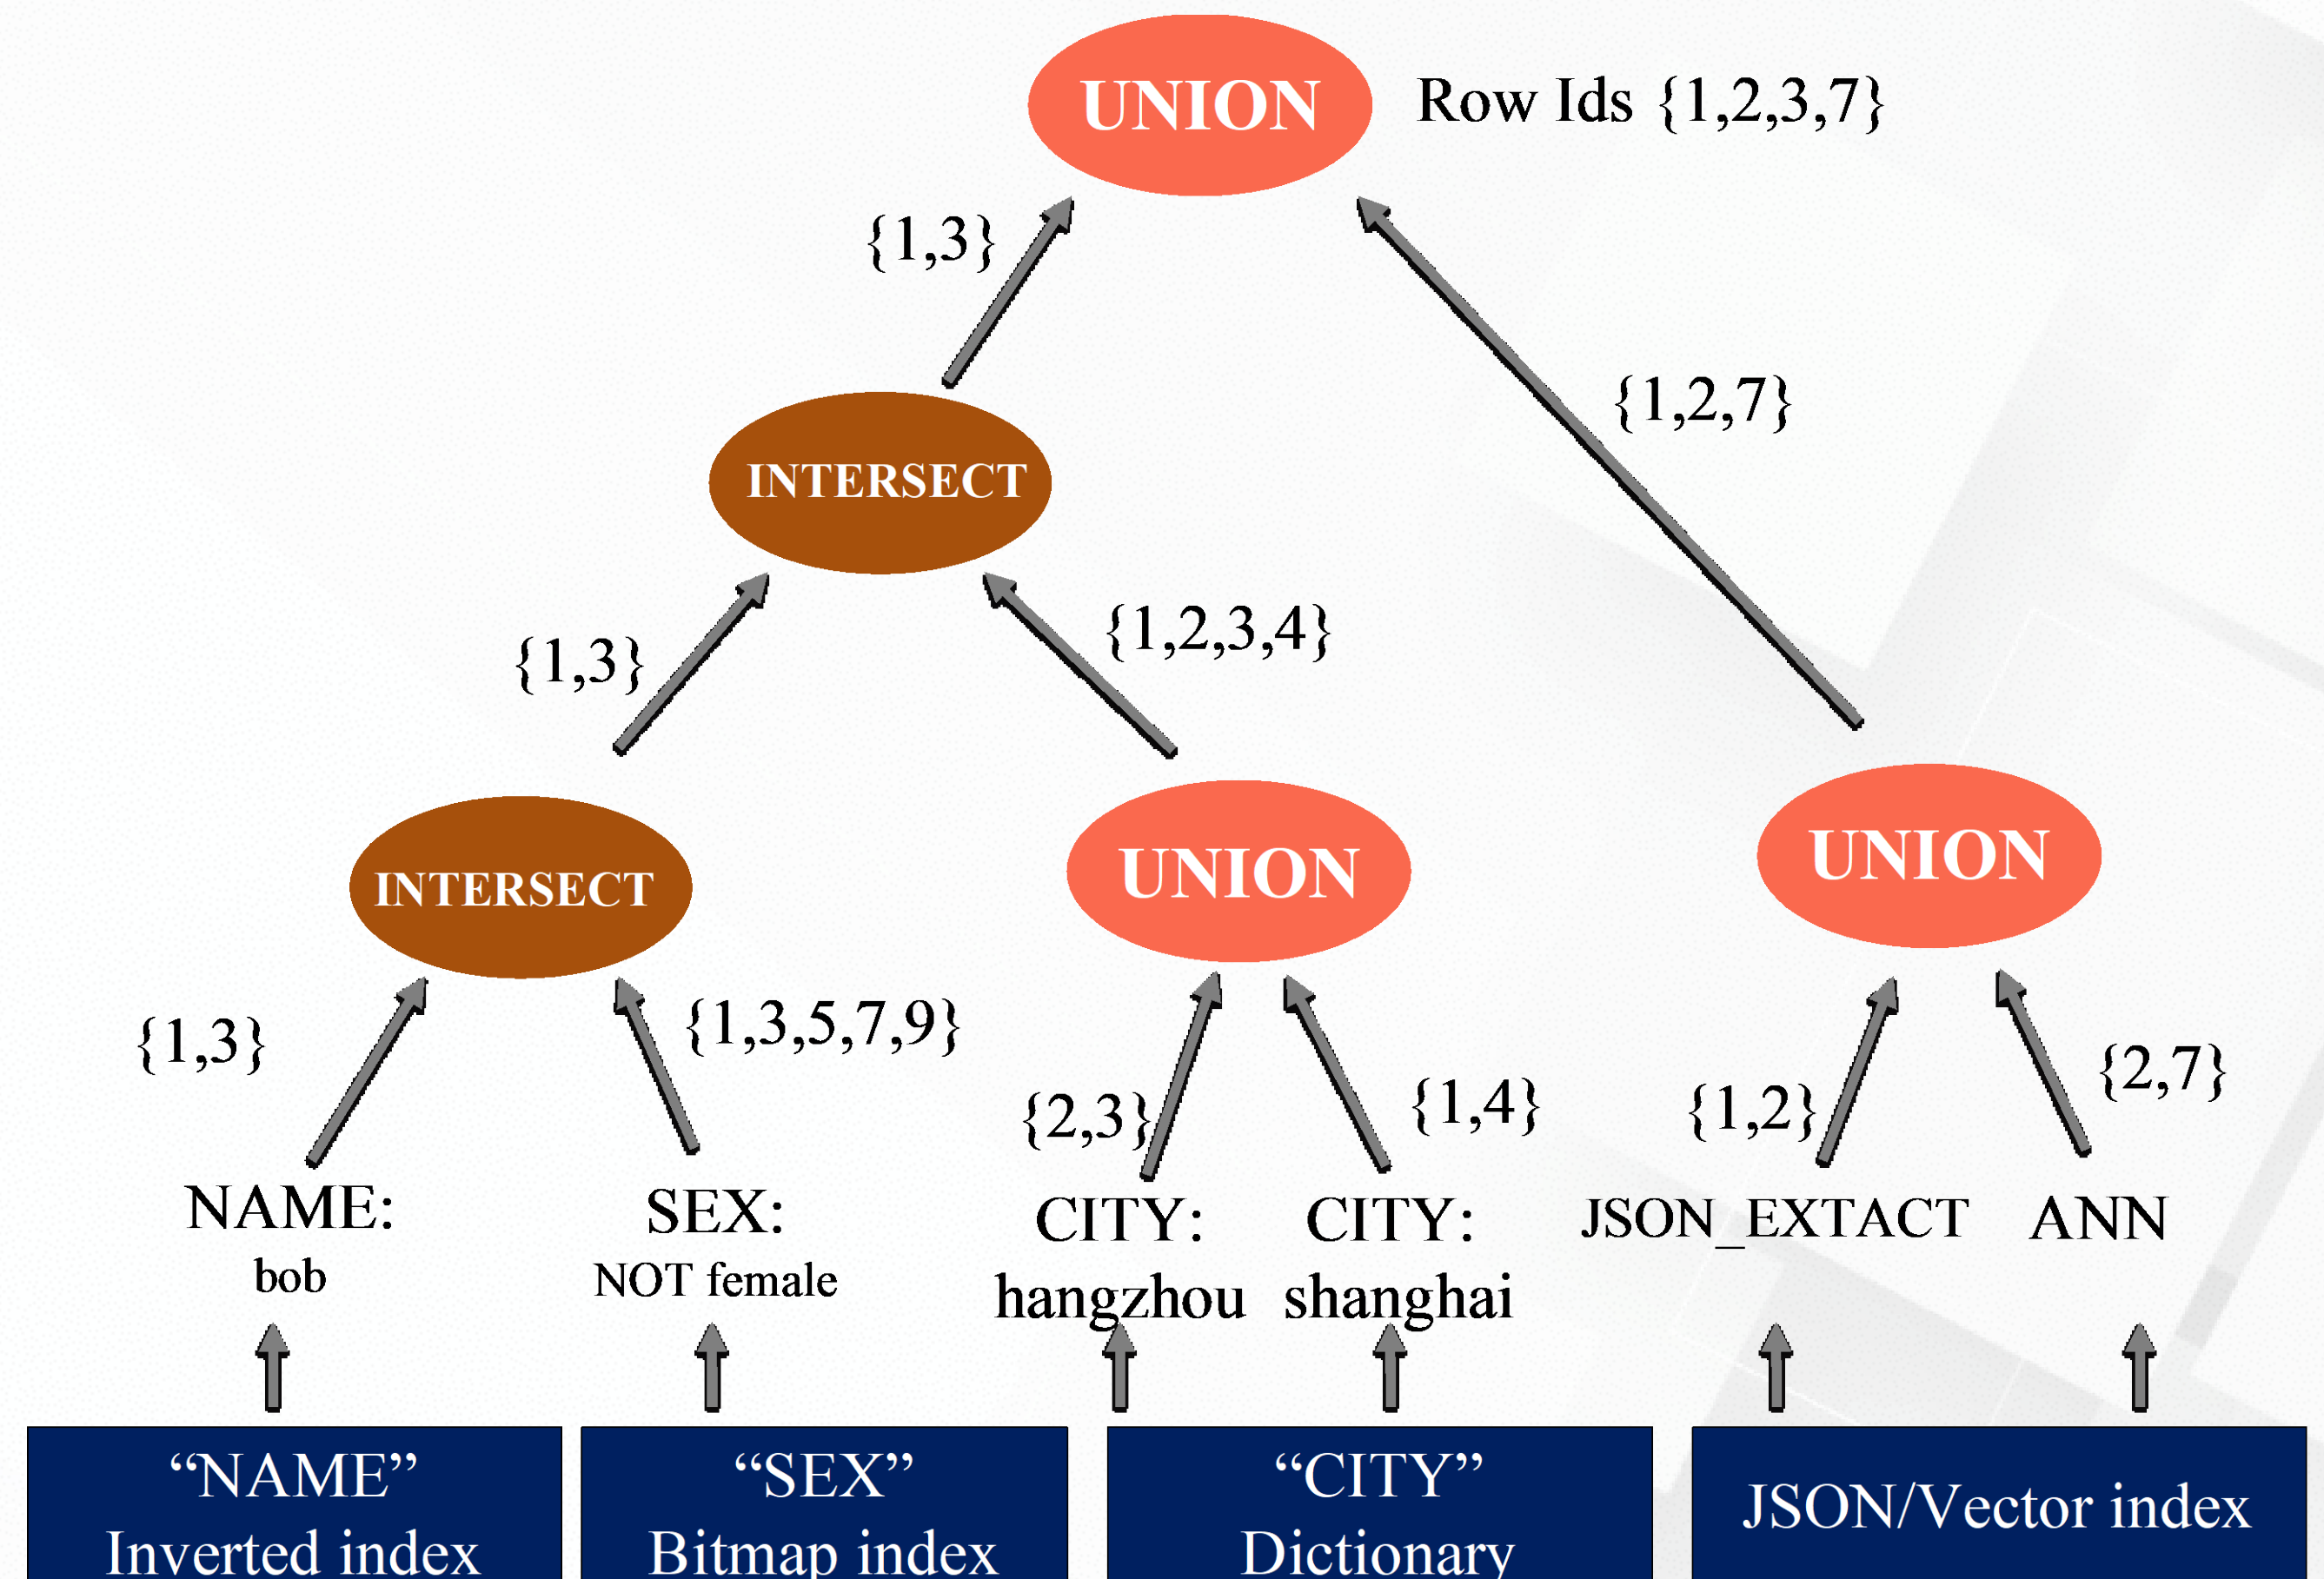 UNION
Row Ids {1,2,3,7}
{1,3}
{1,2,7}
INTERSECT
{1,3}
{1,2,3,4}
INTERSECT
UNION
UNION
{1,3}
{1,3,5,7,9}
{2,3}
{1,4}
{1,2}
{2,7}
NAME:
bob
SEX:
NOT female
CITY:
hangzhou
CITY:
shanghai
JSON_EXTACT
ANN
“NAME”
Inverted index
“SEX”
Bitmap index
“CITY”
Dictionary
JSON/Vector index